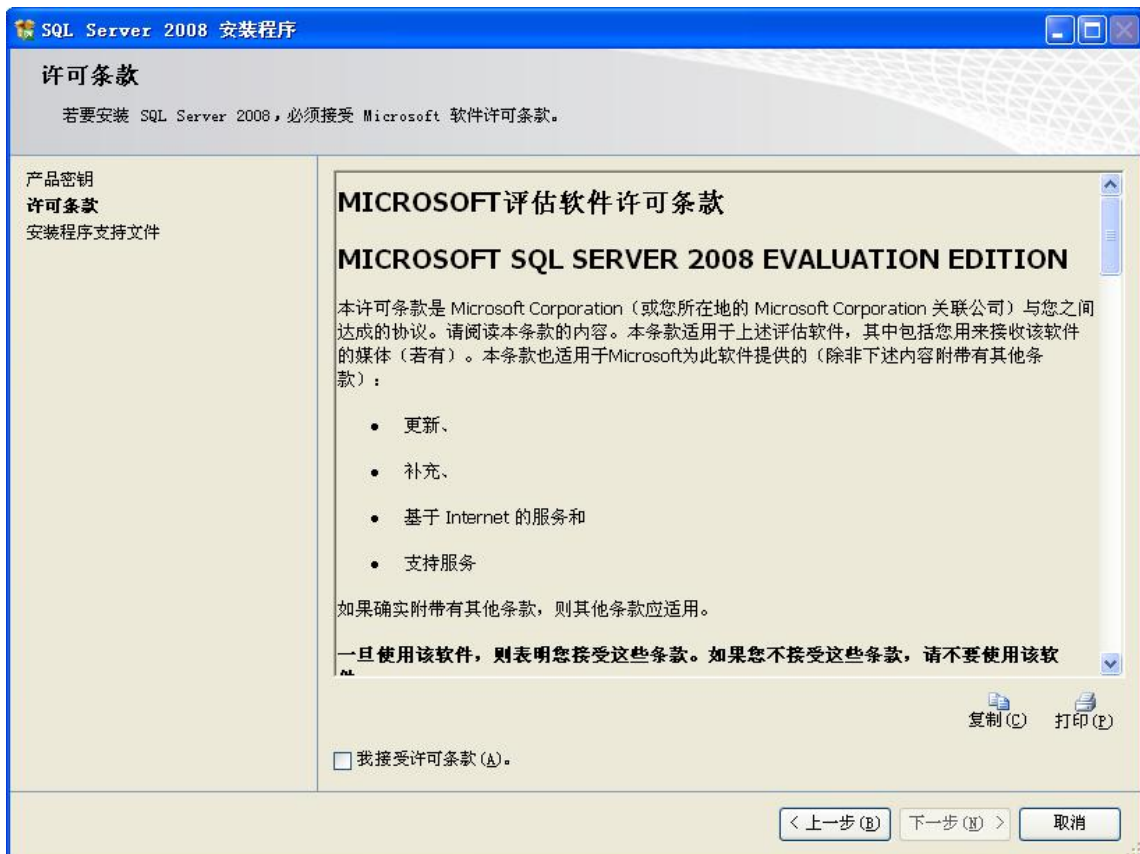 SQL Server 2008 安装程序
许可条款
若要安装 SQL Server 2008，必须接受 Microsoft 软件许可条款。
产品密钥
许可条款
安装程序支持文件
MICROSOFT评估软件许可条款
MICROSOFT SQL SERVER 2008 EVALUATION EDITION
本许可条款是 Microsoft Corporation（或您所在地的 Microsoft Corporation 关联公司）与您之间
达成的协议。请阅读本条款的内容。本条款适用于上述评估软件，其中包括您用来接收该软件
的媒体（若有）。本条款也适用于Microsoft为此软件提供的（除非下述内容附带有其他条
款）：
• 更新、
• 补充、
• 基于 Internet 的服务和
• 支持服务
如果确实附带有其他条款，则其他条款应适用。
一旦使用该软件，则表明您接受这些条款。如果您不接受这些条款，请不要使用该软
复制(C) 打印(P)
我接受许可条款(A)。
< 上一步(B) 下一步(N) > 取消